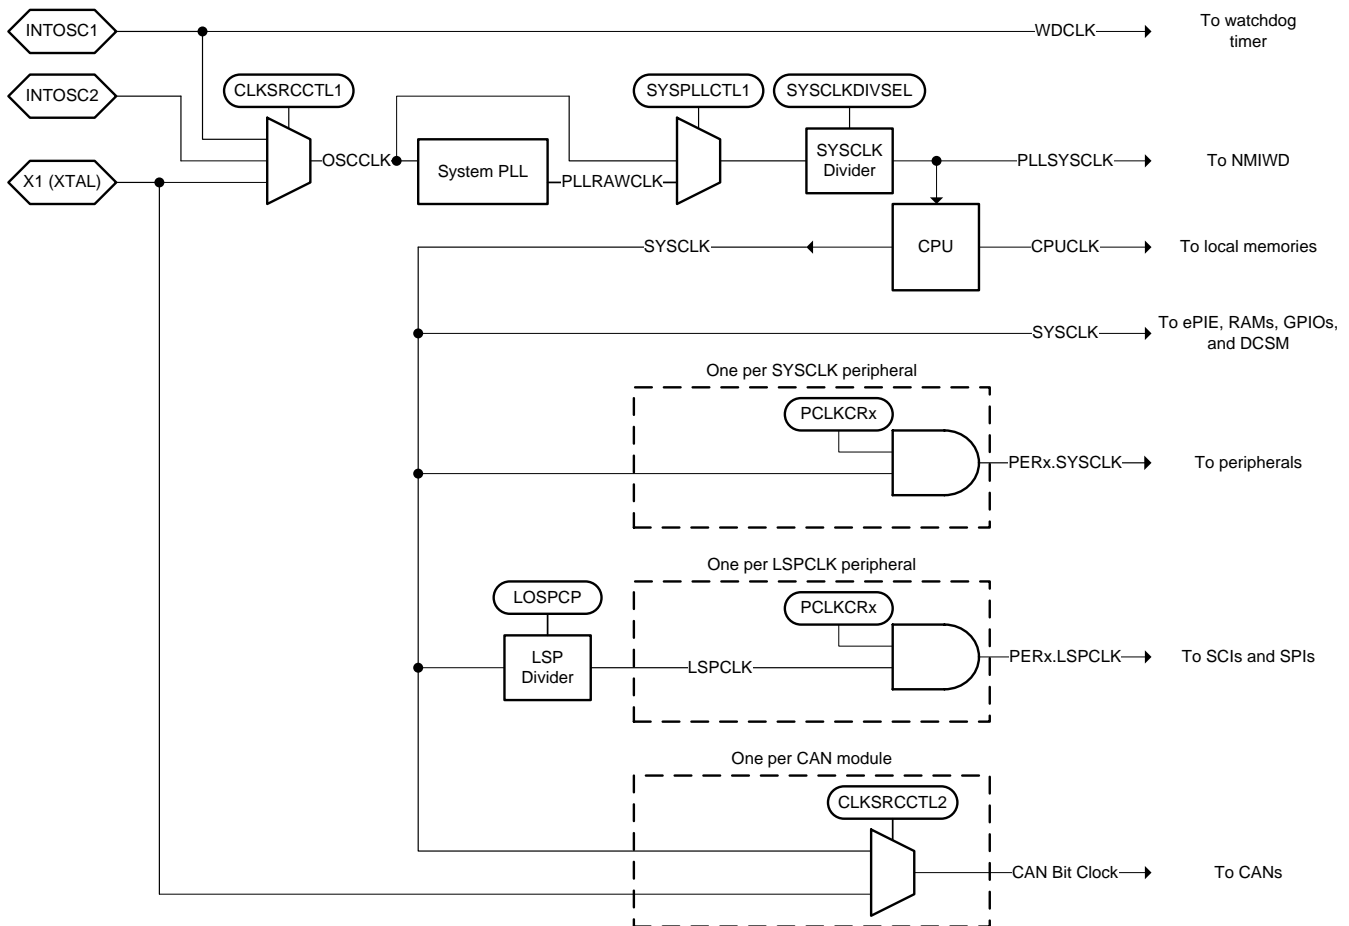 INTOSC1
WDCLK
To watchdog
timer
INTOSC2
CLKSRCCTL1
SYSPLLCTL1
SYSCLKDIVSEL
X1 (XTAL)
OSCCLK
System PLL
PLLRAWCLK
SYSCLK
Divider
PLLSYSCLK
To NMIWD
SYSCLK
CPU
CPUCLK
To local memories
SYSCLK
To ePIE, RAMs, GPIOs,
and DCSM
One per SYSCLK peripheral
PCLKCRx
PERx.SYSCLK
To peripherals
One per LSPCLK peripheral
LOSPCP
PCLKCRx
LSP
Divider
LSPCLK
PERx.LSPCLK
To SCIs and SPIs
One per CAN module
CLKSRCCTL2
CAN Bit Clock
To CANs